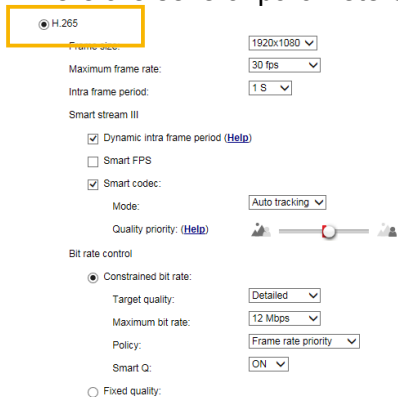 H.265
Frame size: 1920x1080
Maximum frame rate: 30 fps
Intra frame period: 1 S
Smart stream III
Dynamic intra frame period (Help)
Smart FPS
Smart codec:
Mode: Auto tracking
Quality priority: (Help)
Bit rate control
Constrained bit rate:
Target quality: Detailed
Maximum bit rate: 12 Mbps
Policy: Frame rate priority
Smart Q: ON
Fixed quality: